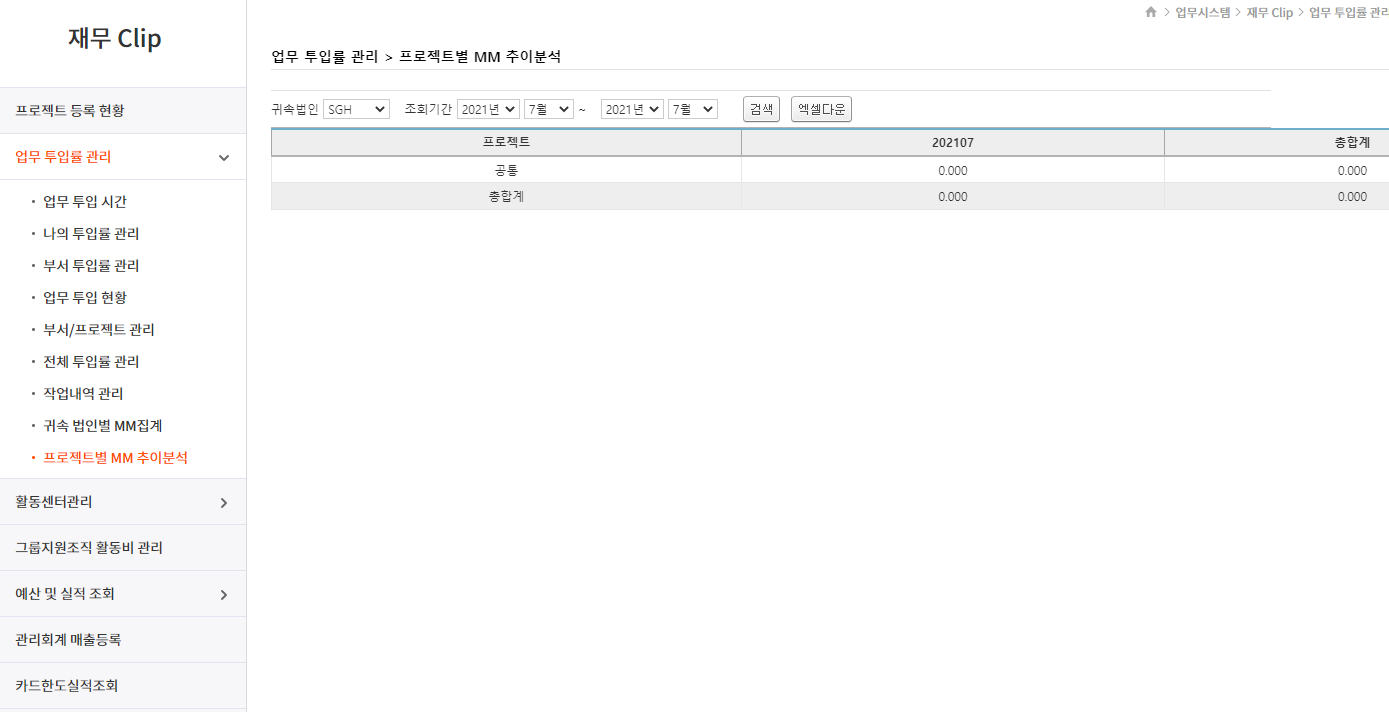 재무 Clip
프로젝트 등록 현황
업무 투입률 관리
· 업무 투입 시간
· 나의 투입률 관리
· 부서 투입률 관리
· 업무 투입 현황
· 부서/프로젝트 관리
· 전체 투입률 관리
· 작업내역 관리
· 귀속 법인별 MM집계
· 프로젝트별 MM 추이분석
활동센터관리
그룹지원조직 활동비 관리
예산 및 실적 조회
관리회계 매출등록
카드한도실적조회
> 업무시스템 > 재무 Clip > 업무 투입률 관리
업무 투입률 관리 > 프로젝트별 MM 추이분석
귀속법인 SGH 조회기간 2021년 7월 ~ 2021년 7월 검색 엑셀다운
프로젝트 202107 총합계
공통 0.000 0.000
총합계 0.000 0.000